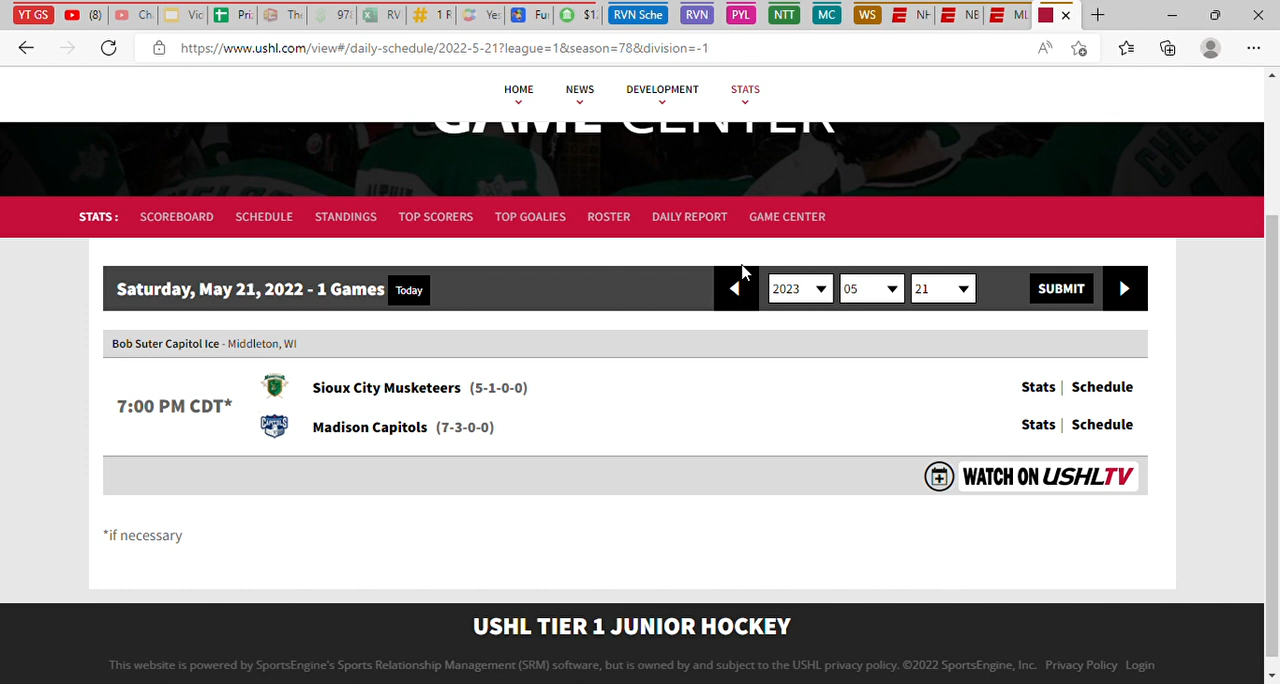 YT GS (8) Ch Vic Pri The 97 RV 1 R Yes Fu $1 RVN Sche RVN PYL NTT MC WS NH NB ML
https://www.ushl.com/view#/daily-schedule/2022-5-21?league=1&season=78&division=-1
HOME NEWS DEVELOPMENT STATS
GAME CENTER
STATS : SCOREBOARD SCHEDULE STANDINGS TOP SCORERS TOP GOALIES ROSTER DAILY REPORT GAME CENTER
Saturday, May 21, 2022 - 1 Games Today 2023 05 21 SUBMIT
Bob Suter Capitol Ice - Middleton, WI
7:00 PM CDT*
Sioux City Musketeers (5-1-0-0) Stats | Schedule
Madison Capitols (7-3-0-0) Stats | Schedule
WATCH ON USHLTV
*if necessary
USHL TIER 1 JUNIOR HOCKEY
This website is powered by SportsEngine's Sports Relationship Management (SRM) software, but is owned by and subject to the USHL privacy policy. ©2022 SportsEngine, Inc. Privacy Policy Login